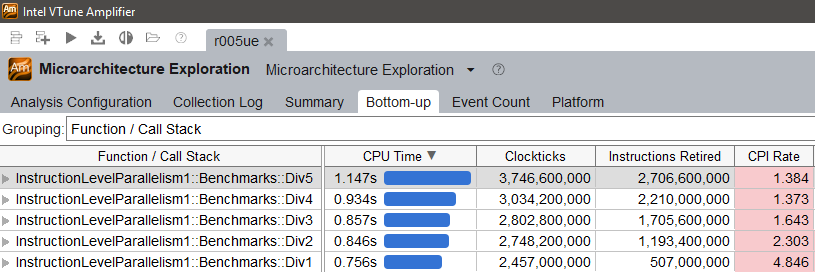 Am Intel VTune Amplifier
r005ue
Am Microarchitecture Exploration Microarchitecture Exploration
Analysis Configuration Collection Log Summary Bottom-up Event Count Platform
Grouping: Function / Call Stack
Function / Call Stack CPU Time Clockticks Instructions Retired CPI Rate
InstructionLevelParallelism1::Benchmarks::Div5 1.147s 3,746,600,000 2,706,600,000 1.384
InstructionLevelParallelism1::Benchmarks::Div4 0.934s 3,034,200,000 2,210,000,000 1.373
InstructionLevelParallelism1::Benchmarks::Div3 0.857s 2,802,800,000 1,705,600,000 1.643
InstructionLevelParallelism1::Benchmarks::Div2 0.846s 2,748,200,000 1,193,400,000 2.303
InstructionLevelParallelism1::Benchmarks::Div1 0.756s 2,457,000,000 507,000,000 4.846